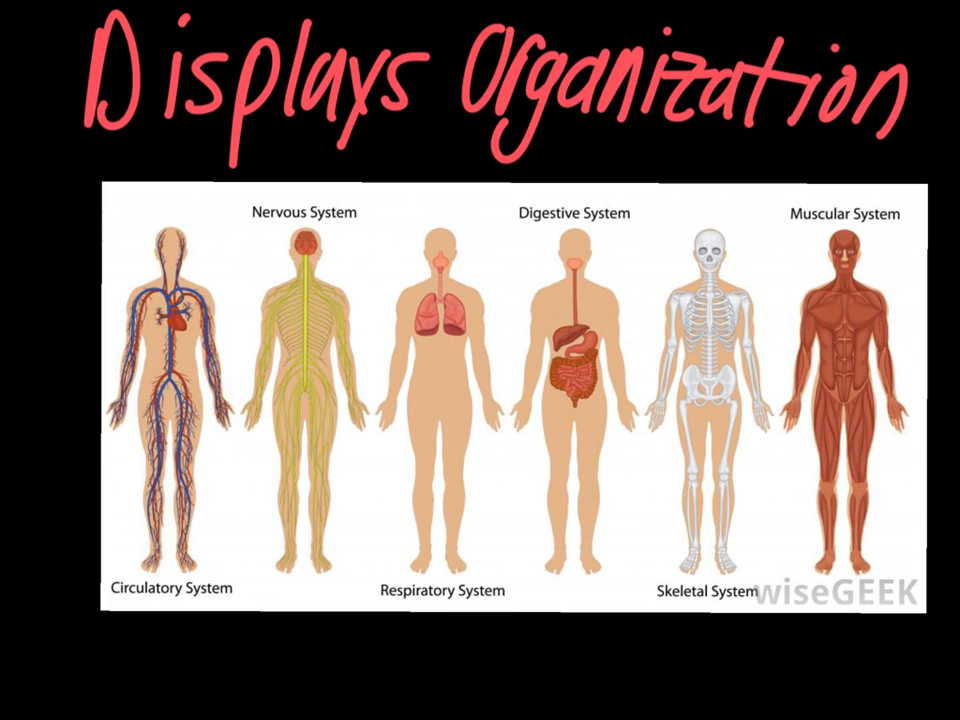 Displays Organization
Nervous System
Digestive System
Muscular System
Circulatory System
Respiratory System
Skeletal System
wiseGEEK